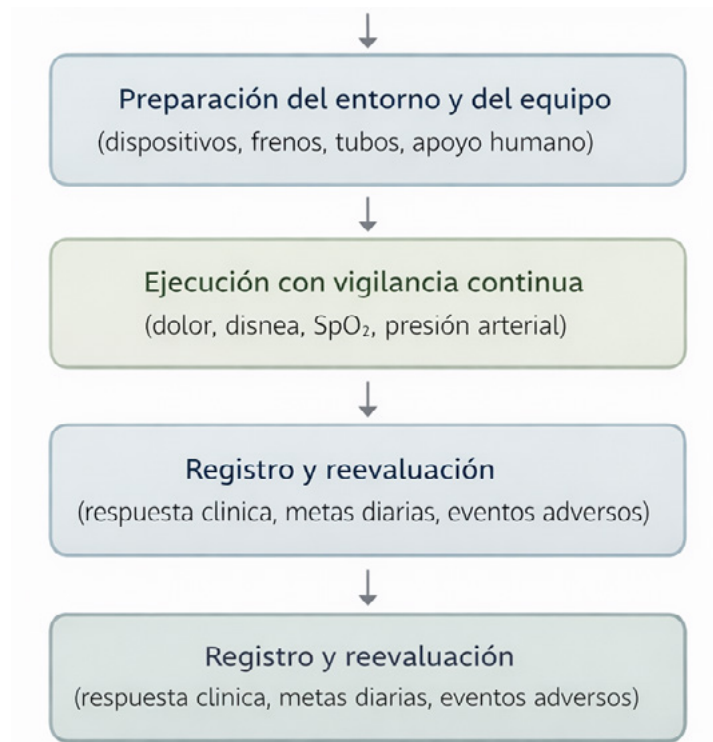 Preparación del entorno y del equipo
(dispositivos, frenos, tubos, apoyo humano)
Ejecución con vigilancia continua
(dolor, disnea, SpO₂, presión arterial)
Registro y reevaluación
(respuesta clinica, metas diarias, eventos adversos)
Registro y reevaluación
(respuesta clinica, metas diarias, eventos adversos)